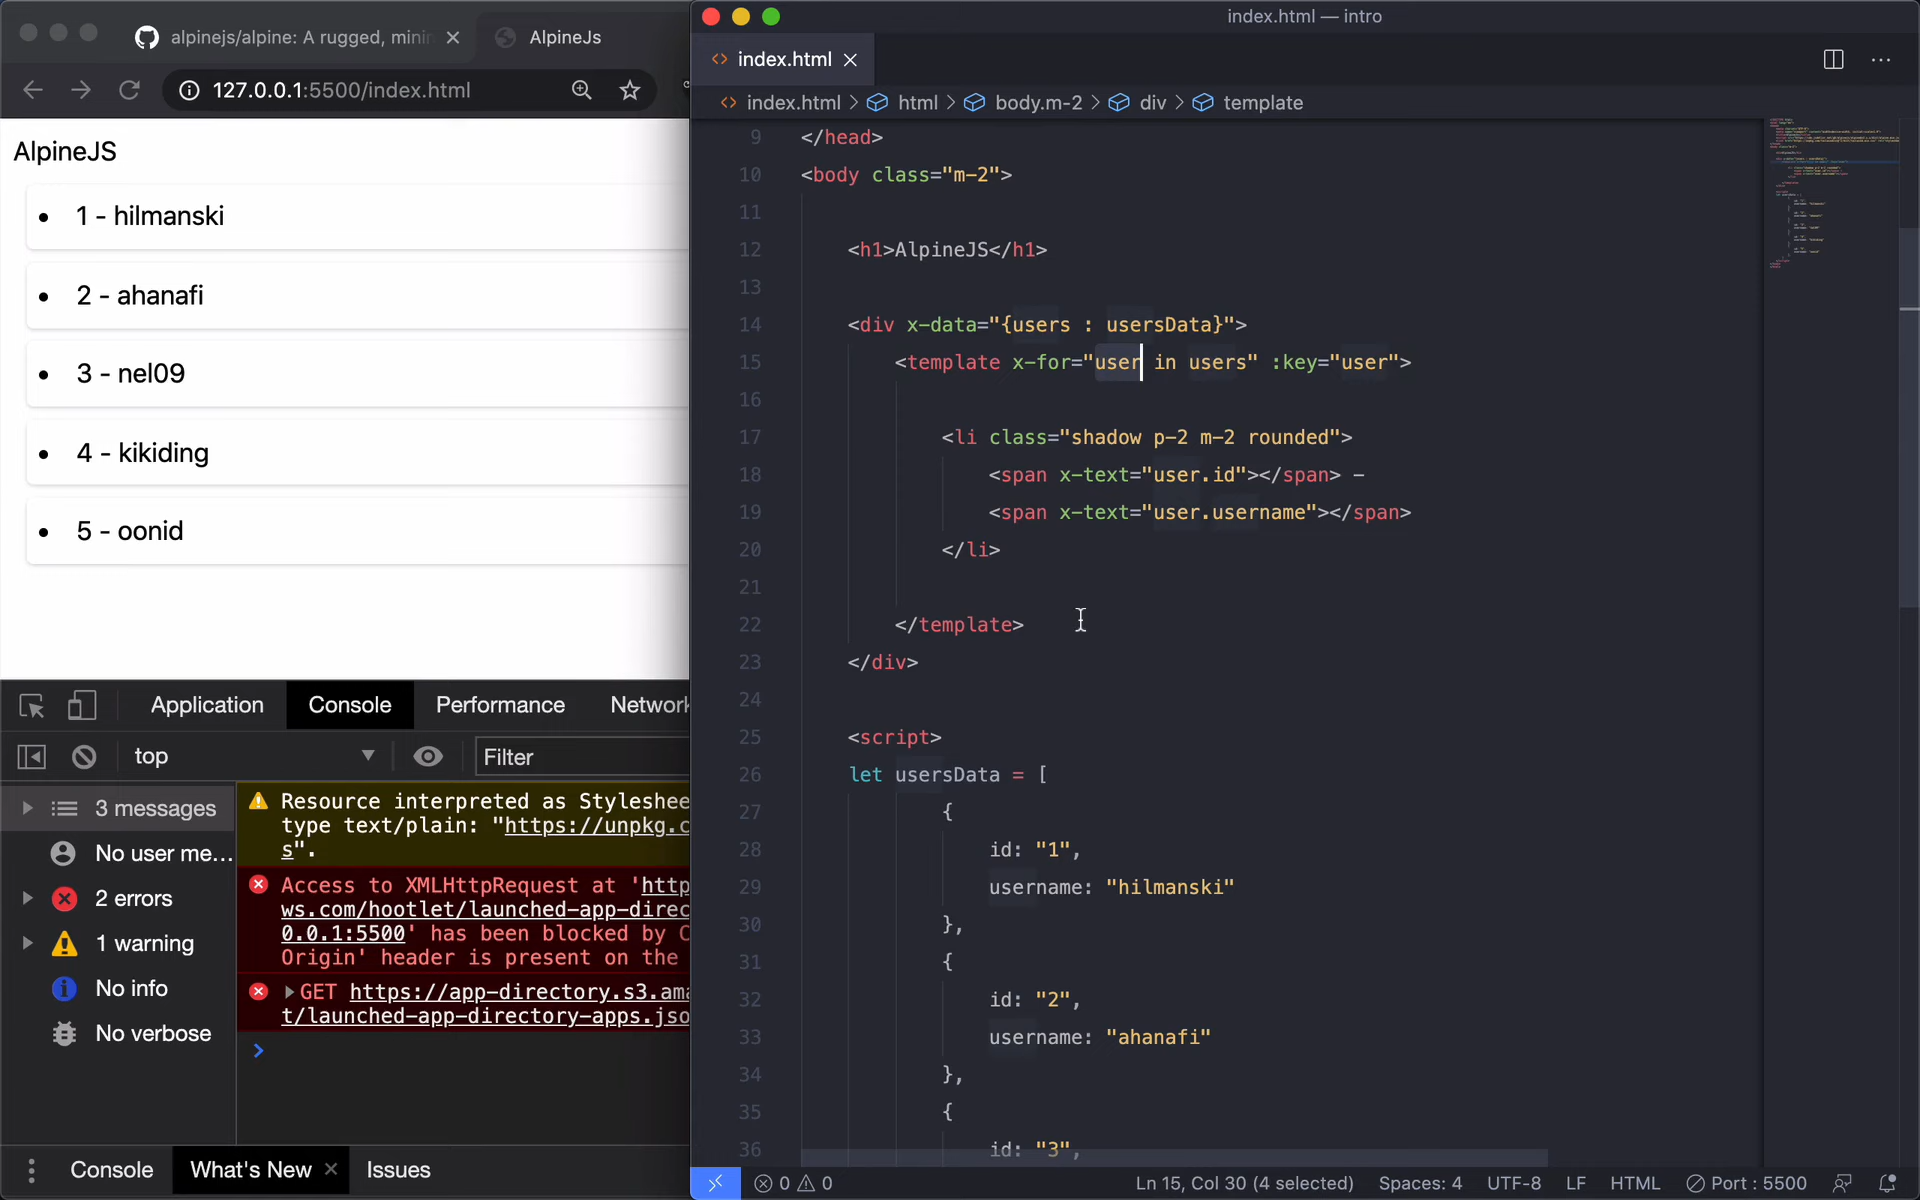 alpinejs/alpine: A rugged, minin
AlpineJs
127.0.0.1:5500/index.html
AlpineJS
1 - hilmanski
2 - ahanafi
3 - nel09
4 - kikiding
5 - oonid
Application
Console
Performance
Network
top
Filter
3 messages
No user me...
2 errors
1 warning
No info
No verbose
Resource interpreted as Styleshee
type text/plain: "https://unpkg.c
s".
Access to XMLHttpRequest at 'http
ws.com/hootlet/launched-app-direc
0.0.1:5500' has been blocked by C
Origin' header is present on the
GET https://app-directory.s3.ama
t/launched-app-directory-apps.jso
Console
What's New
Issues
index.html — intro
index.html
index.html > html > body.m-2 > div > template
9 </head>
10 <body class="m-2">
11
12 <h1>AlpineJS</h1>
13
14 <div x-data="{users : usersData}">
15 <template x-for="user in users" :key="user">
16
17 <li class="shadow p-2 m-2 rounded">
18 <span x-text="user.id"></span> -
19 <span x-text="user.username"></span>
20 </li>
21
22 </template>
23 </div>
24
25 <script>
26 let usersData = [
27 {
28 id: "1",
29 username: "hilmanski"
30 },
31 {
32 id: "2",
33 username: "ahanafi"
34 },
35 {
36 id: "3",
0 0
Ln 15, Col 30 (4 selected)
Spaces: 4
UTF-8
LF
HTML
Port : 5500